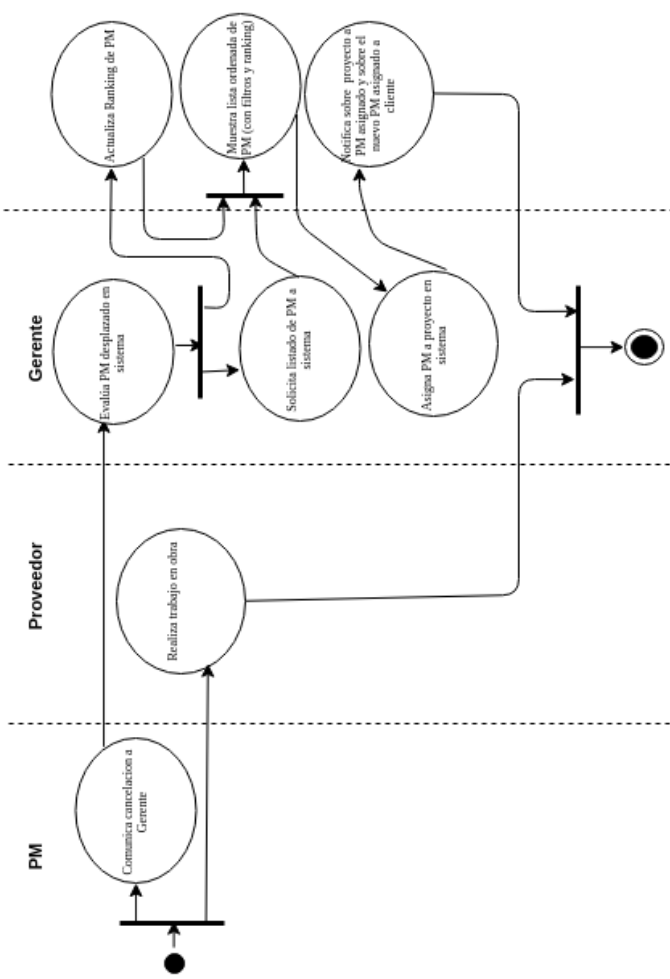 PM
Proveedor
Gerente
Comunica cancelacion a
Gerente
Realiza trabajo en obra
Evalúa PM desplazado en
sistema
Solicita listado de PM a
sistema
Asigna PM a proyecto en
sistema
Actualiza Ranking de PM
Muestra lista ordenada de
PM (con filtros y ranking)
Notifica sobre proyecto a
PM asignado y sobre el
nuevo PM asignado a
cliente